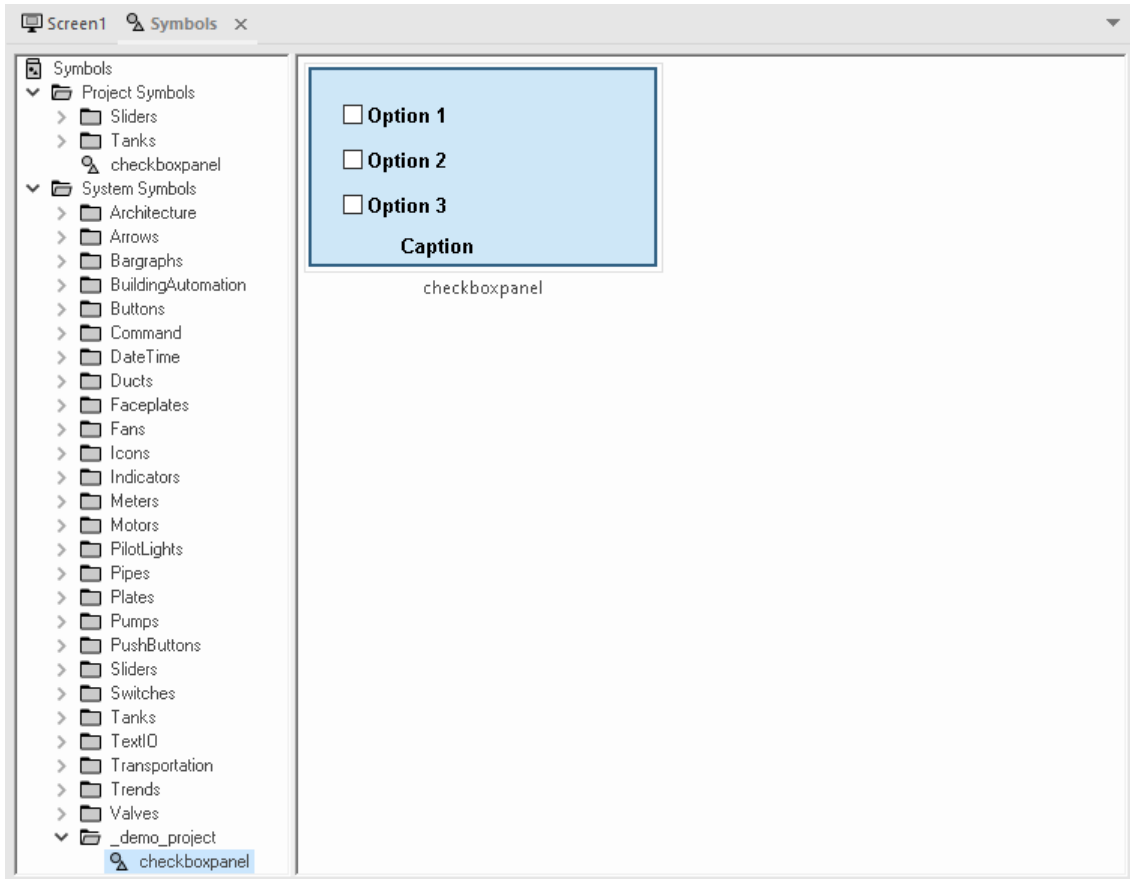 Screen1 Symbols
Symbols
Project Symbols
Sliders
Tanks
checkboxpanel
System Symbols
Architecture
Arrows
Bargraphs
BuildingAutomation
Buttons
Command
DateTime
Ducts
Faceplates
Fans
Icons
Indicators
Meters
Motors
PilotLights
Pipes
Plates
Pumps
PushButtons
Sliders
Switches
Tanks
TextIO
Transportation
Trends
Valves
_demo_project
checkboxpanel
Option 1
Option 2
Option 3
Caption
checkboxpanel